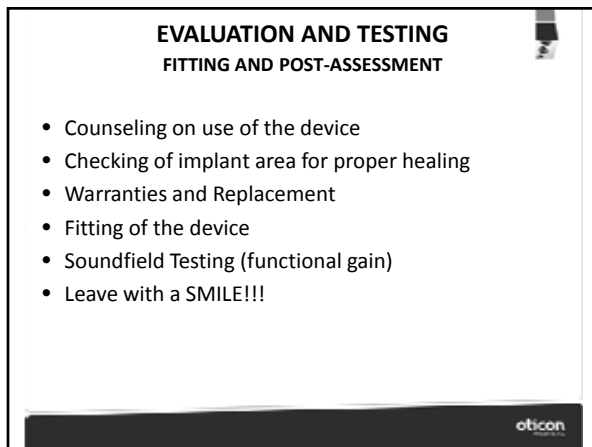 EVALUATION AND TESTING
FITTING AND POST-ASSESSMENT
• Counseling on use of the device
• Checking of implant area for proper healing
• Warranties and Replacement
• Fitting of the device
• Soundfield Testing (functional gain)
• Leave with a SMILE!!!
oticon